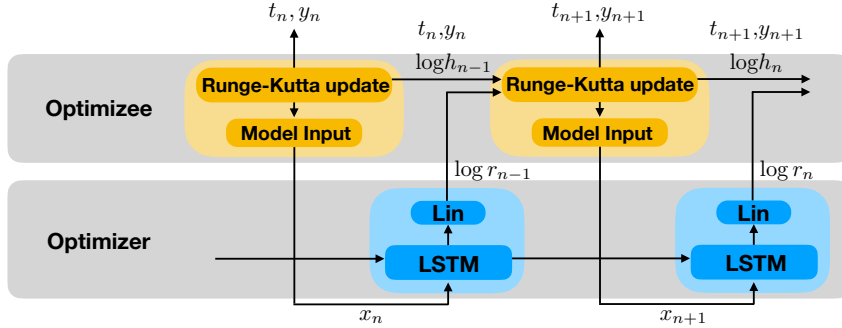 t_n, y_n
t_{n+1}, y_{n+1}
t_n, y_n
t_{n+1}, y_{n+1}
log h_{n-1}
log h_n
Runge-Kutta update
Runge-Kutta update
Optimizee
Model Input
Model Input
log r_{n-1}
log r_n
Lin
Lin
Optimizer
LSTM
LSTM
x_n
x_{n+1}